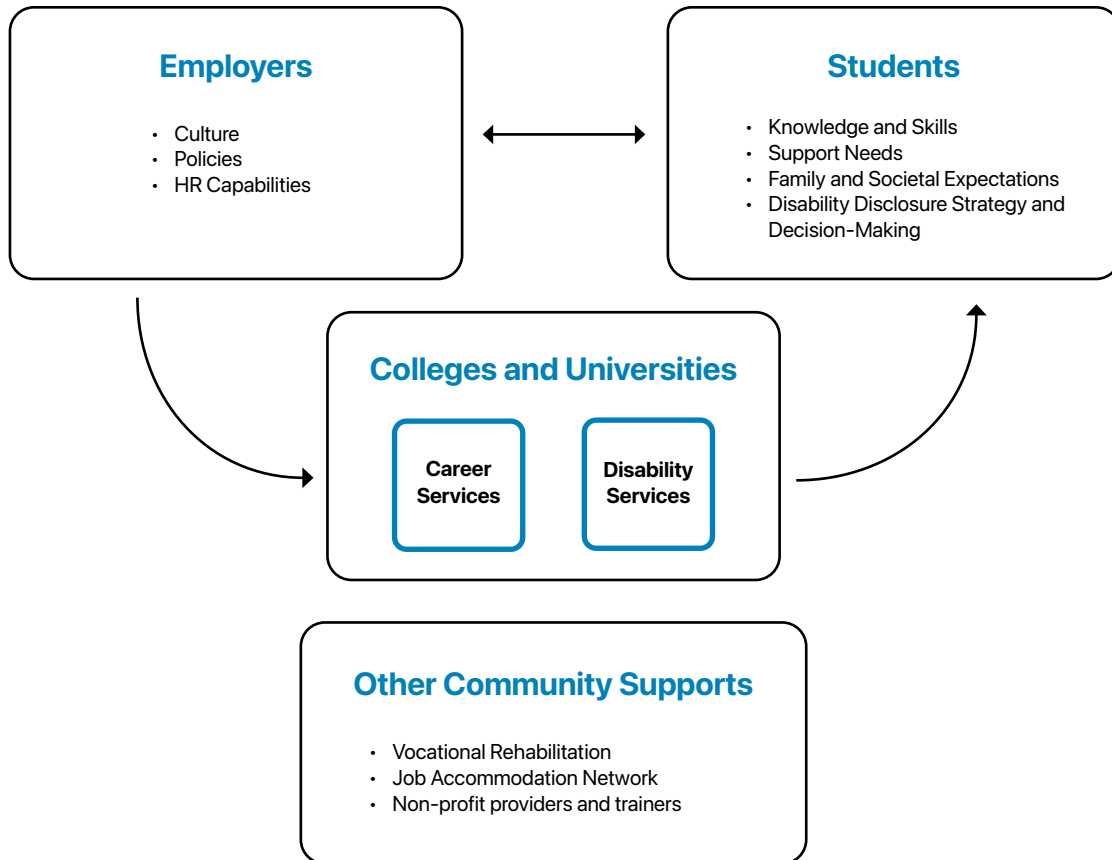 Employers
• Culture
• Policies
• HR Capabilities
Students
• Knowledge and Skills
• Support Needs
• Family and Societal Expectations
• Disability Disclosure Strategy and
Decision-Making
Colleges and Universities
Career
Services
Disability
Services
Other Community Supports
• Vocational Rehabilitation
• Job Accommodation Network
• Non-profit providers and trainers